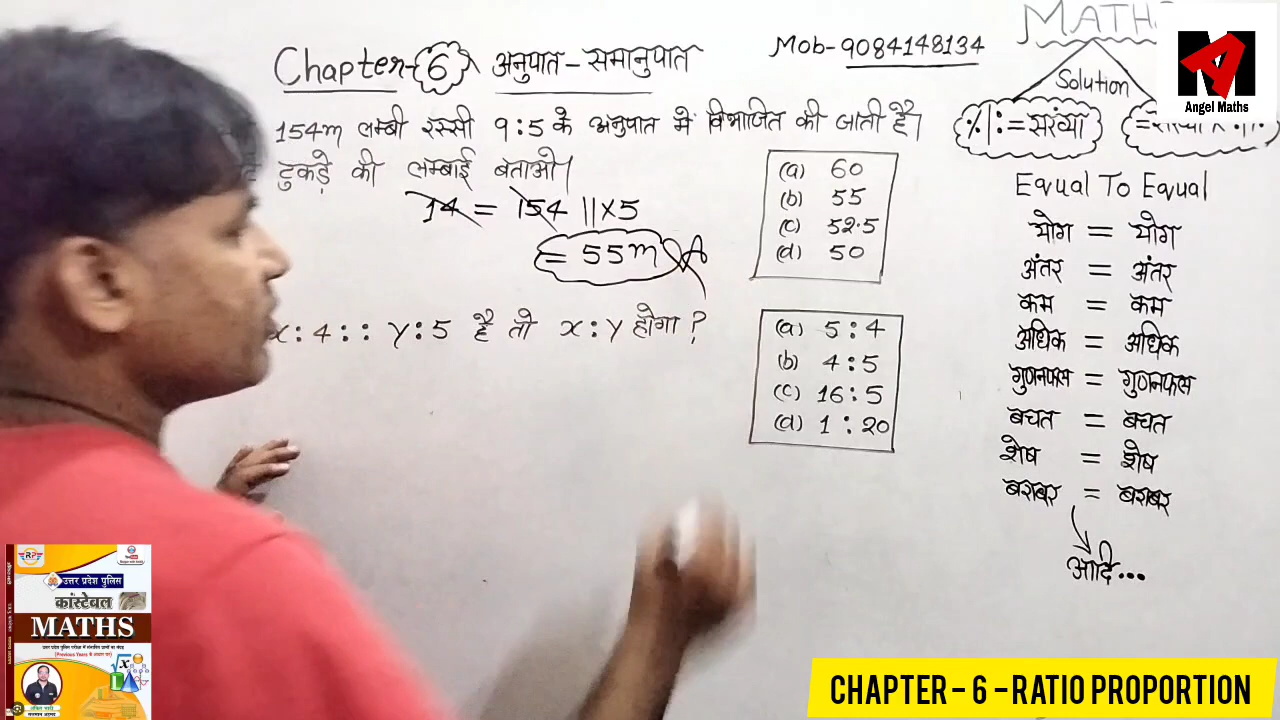 MATHS
Chapter-6 अनुपात-समानुपात
Mob-9084148134
Solution
Angel Maths
154m लम्बी रस्सी 9:5 के अनुपात में विभाजित की जाती है।
टुकड़े की लम्बाई बताओ।
14 = 154 11×5
= 55m
(a) 60
(b) 55
(c) 52.5
(d) 50
x:4 :: y:5 है तो x:y होगा?
(a) 5:4
(b) 4:5
(c) 16:5
(d) 1:20
%|: = संख्या
Equal To Equal
योग = योग
अंतर = अंतर
कम = कम
अधिक = अधिक
गुणनफल = गुणनफल
बचत = बचत
शेष = शेष
बराबर = बराबर
आदि...
RP
उत्तर प्रदेश पुलिस
कांस्टेबल
MATHS
CHAPTER - 6 - RATIO PROPORTION